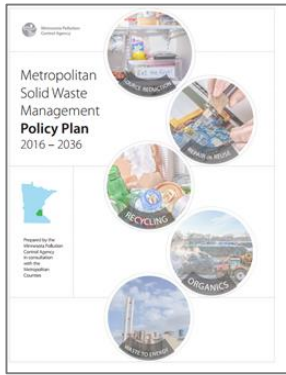 Minnesota Pollution
Control Agency
Metropolitan
Solid Waste
Management
Policy Plan
2016 – 2036
SOURCE REDUCTION
REPAIR & REUSE
RECYCLING
ORGANICS
WASTE TO ENERGY
Prepared by the
Minnesota Pollution
Control Agency
in consultation
with the
Metropolitan
Counties